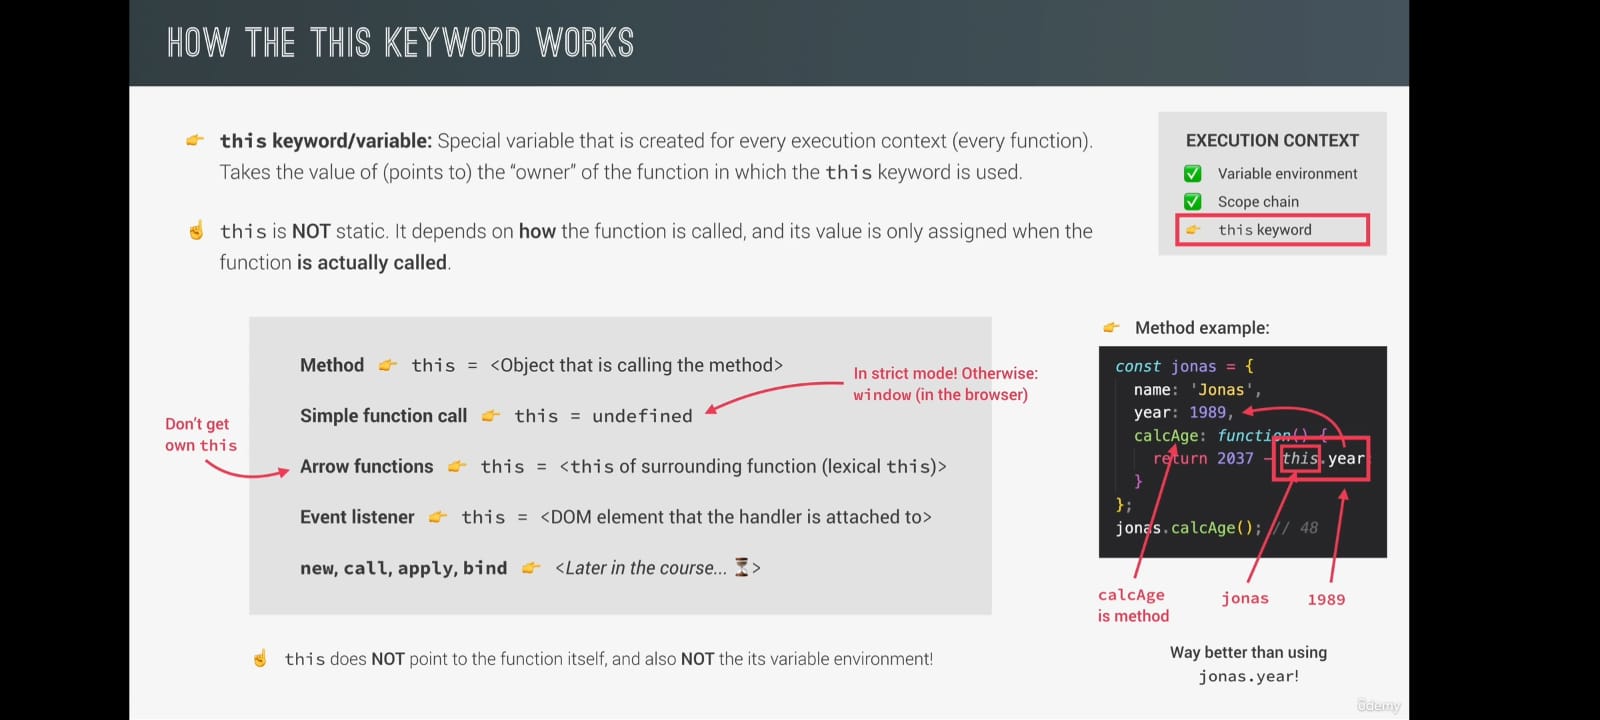 HOW THE THIS KEYWORD WORKS
👉 this keyword/variable: Special variable that is created for every execution context (every function).
Takes the value of (points to) the “owner” of the function in which the this keyword is used.
☝️ this is NOT static. It depends on how the function is called, and its value is only assigned when the
function is actually called.
EXECUTION CONTEXT
✅ Variable environment
✅ Scope chain
👉 this keyword
Method 👉 this = <Object that is calling the method>
Simple function call 👉 this = undefined
In strict mode! Otherwise:
window (in the browser)
Don’t get
own this
Arrow functions 👉 this = <this of surrounding function (lexical this)>
Event listener 👉 this = <DOM element that the handler is attached to>
new, call, apply, bind 👉 <Later in the course... ⏳>
☝️ this does NOT point to the function itself, and also NOT the its variable environment!
👉 Method example:
const jonas = {
name: 'Jonas',
year: 1989,
calcAge: function() {
return 2037 - this.year
}
};
jonas.calcAge(); // 48
calcAge
is method
jonas
1989
Way better than using
jonas.year!
ûdemy